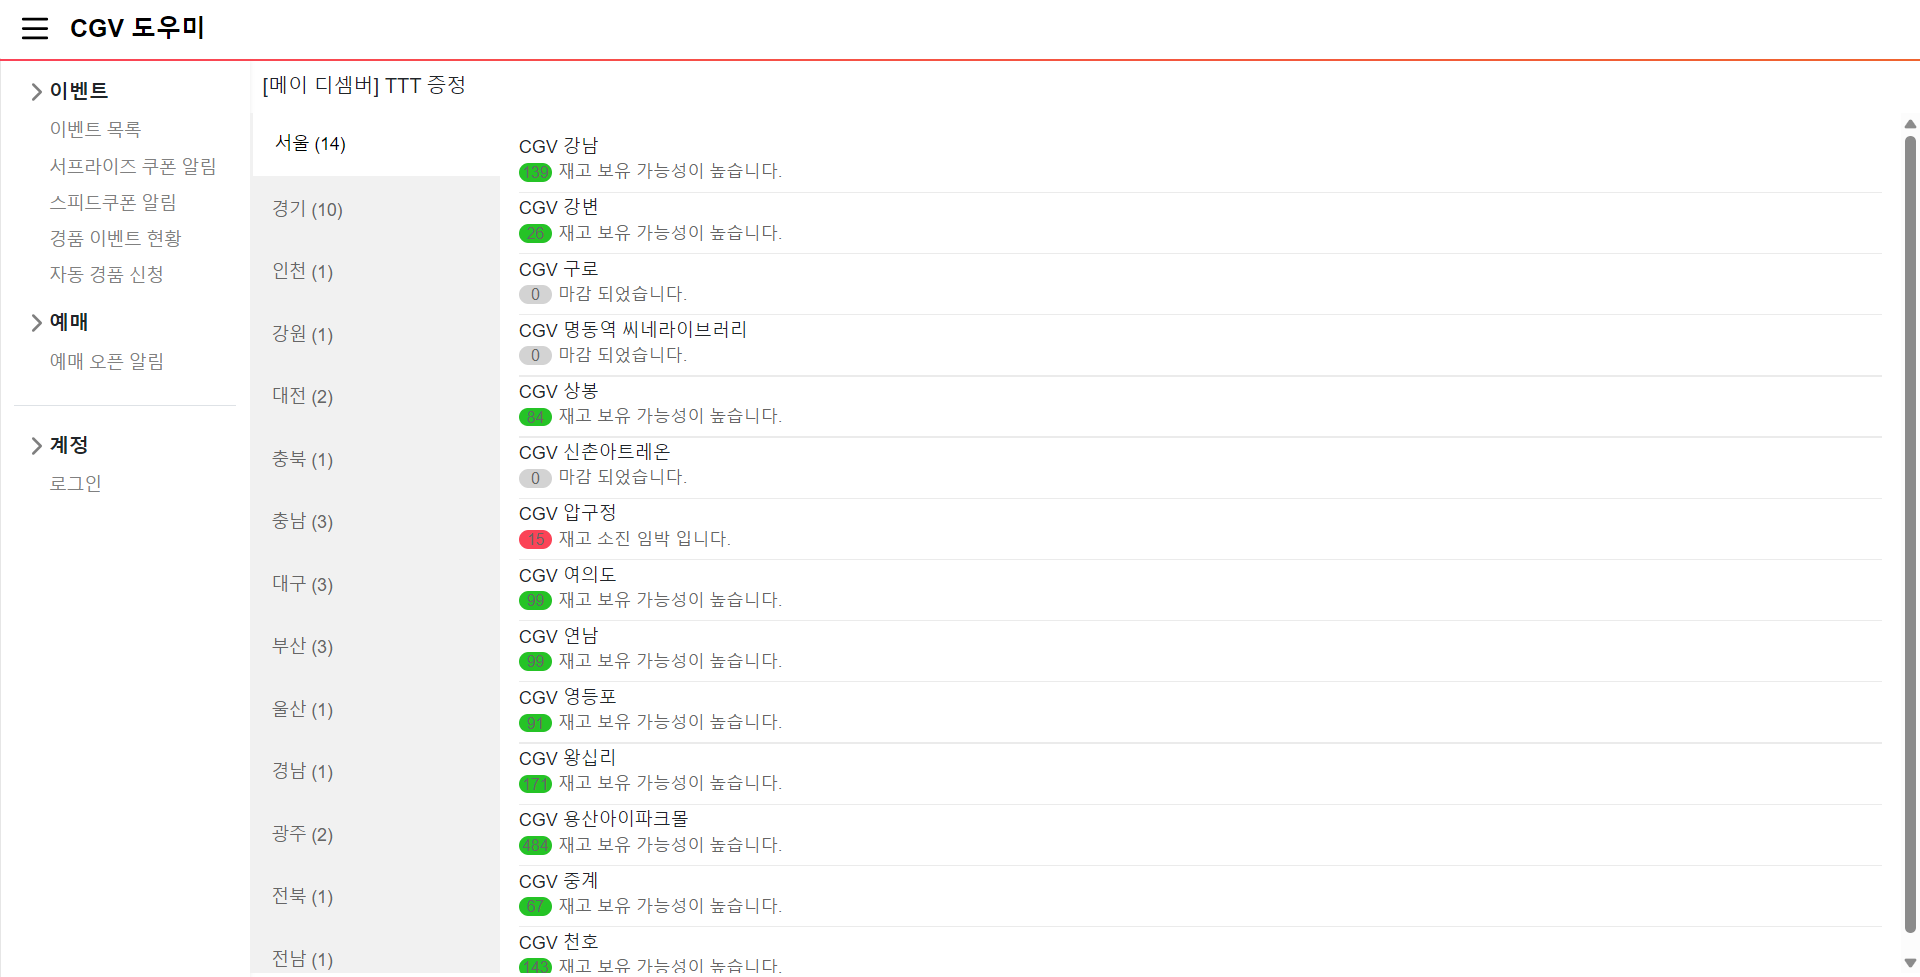 CGV 도우미
이벤트
이벤트 목록
서프라이즈 쿠폰 알림
스피드쿠폰 알림
경품 이벤트 현황
자동 경품 신청
예매
예매 오픈 알림
계정
로그인
[메이 디셈버] TTT 증정
서울 (14)
경기 (10)
인천 (1)
강원 (1)
대전 (2)
충북 (1)
충남 (3)
대구 (3)
부산 (3)
울산 (1)
경남 (1)
광주 (2)
전북 (1)
전남 (1)
CGV 강남
139 재고 보유 가능성이 높습니다.
CGV 강변
26 재고 보유 가능성이 높습니다.
CGV 구로
0 마감 되었습니다.
CGV 명동역 씨네라이브러리
0 마감 되었습니다.
CGV 상봉
84 재고 보유 가능성이 높습니다.
CGV 신촌아트레온
0 마감 되었습니다.
CGV 압구정
15 재고 소진 임박 입니다.
CGV 여의도
99 재고 보유 가능성이 높습니다.
CGV 연남
99 재고 보유 가능성이 높습니다.
CGV 영등포
91 재고 보유 가능성이 높습니다.
CGV 왕십리
171 재고 보유 가능성이 높습니다.
CGV 용산아이파크몰
484 재고 보유 가능성이 높습니다.
CGV 중계
67 재고 보유 가능성이 높습니다.
CGV 천호
143 재고 보유 가능성이 높습니다.